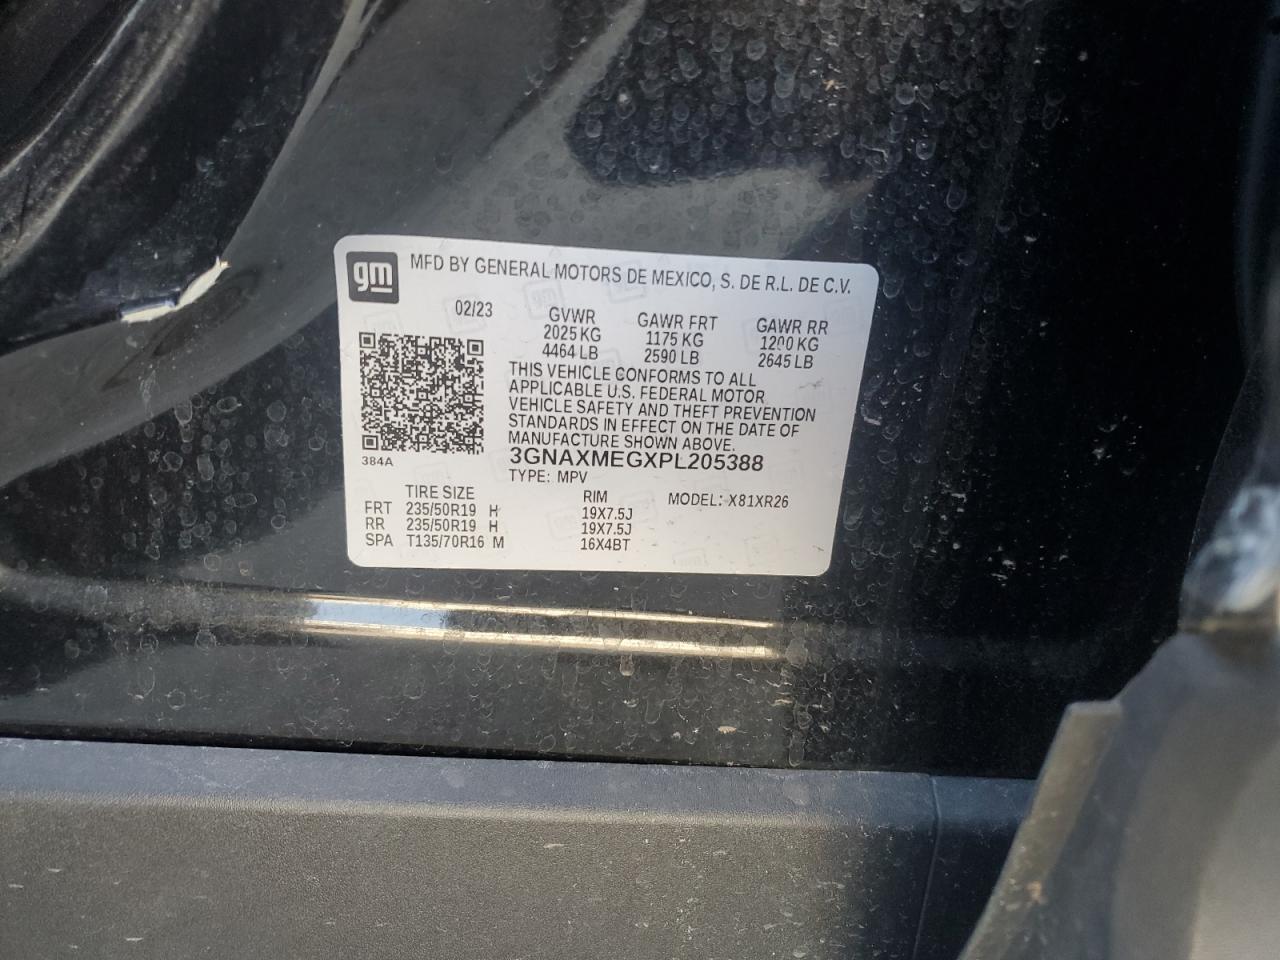 gm
MFD BY GENERAL MOTORS DE MEXICO, S. DE R.L. DE C.V.
02/23 GVWR GAWR FRT GAWR RR
2025 KG 1175 KG 1200 KG
4464 LB 2590 LB 2645 LB
THIS VEHICLE CONFORMS TO ALL
APPLICABLE U.S. FEDERAL MOTOR
VEHICLE SAFETY AND THEFT PREVENTION
STANDARDS IN EFFECT ON THE DATE OF
MANUFACTURE SHOWN ABOVE.
384A
3GNAXMEGXPL205388
TYPE: MPV
TIRE SIZE RIM MODEL: X81XR26
FRT 235/50R19 H 19X7.5J
RR 235/50R19 H 19X7.5J
SPA T135/70R16 M 16X4BT